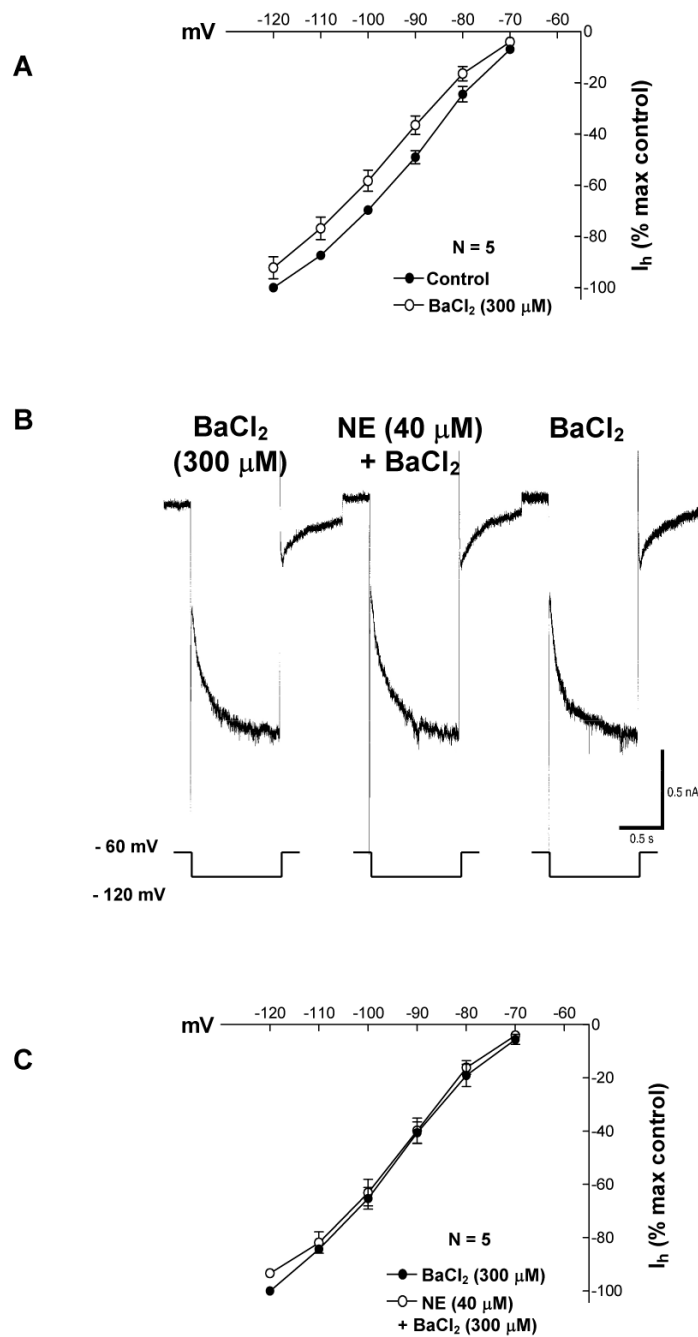 A
mV
-120 -110 -100 -90 -80 -70 -60
0
-20
-40
-60
-80
-100
Iₕ (% max control)
N = 5
Control
BaCl₂ (300 μM)
B
BaCl₂
(300 μM)
NE (40 μM)
+ BaCl₂
BaCl₂
0.5 nA
0.5 s
- 60 mV
- 120 mV
C
mV
-120 -110 -100 -90 -80 -70 -60
0
-20
-40
-60
-80
-100
Iₕ (% max control)
N = 5
BaCl₂ (300 μM)
NE (40 μM)
+ BaCl₂ (300 μM)